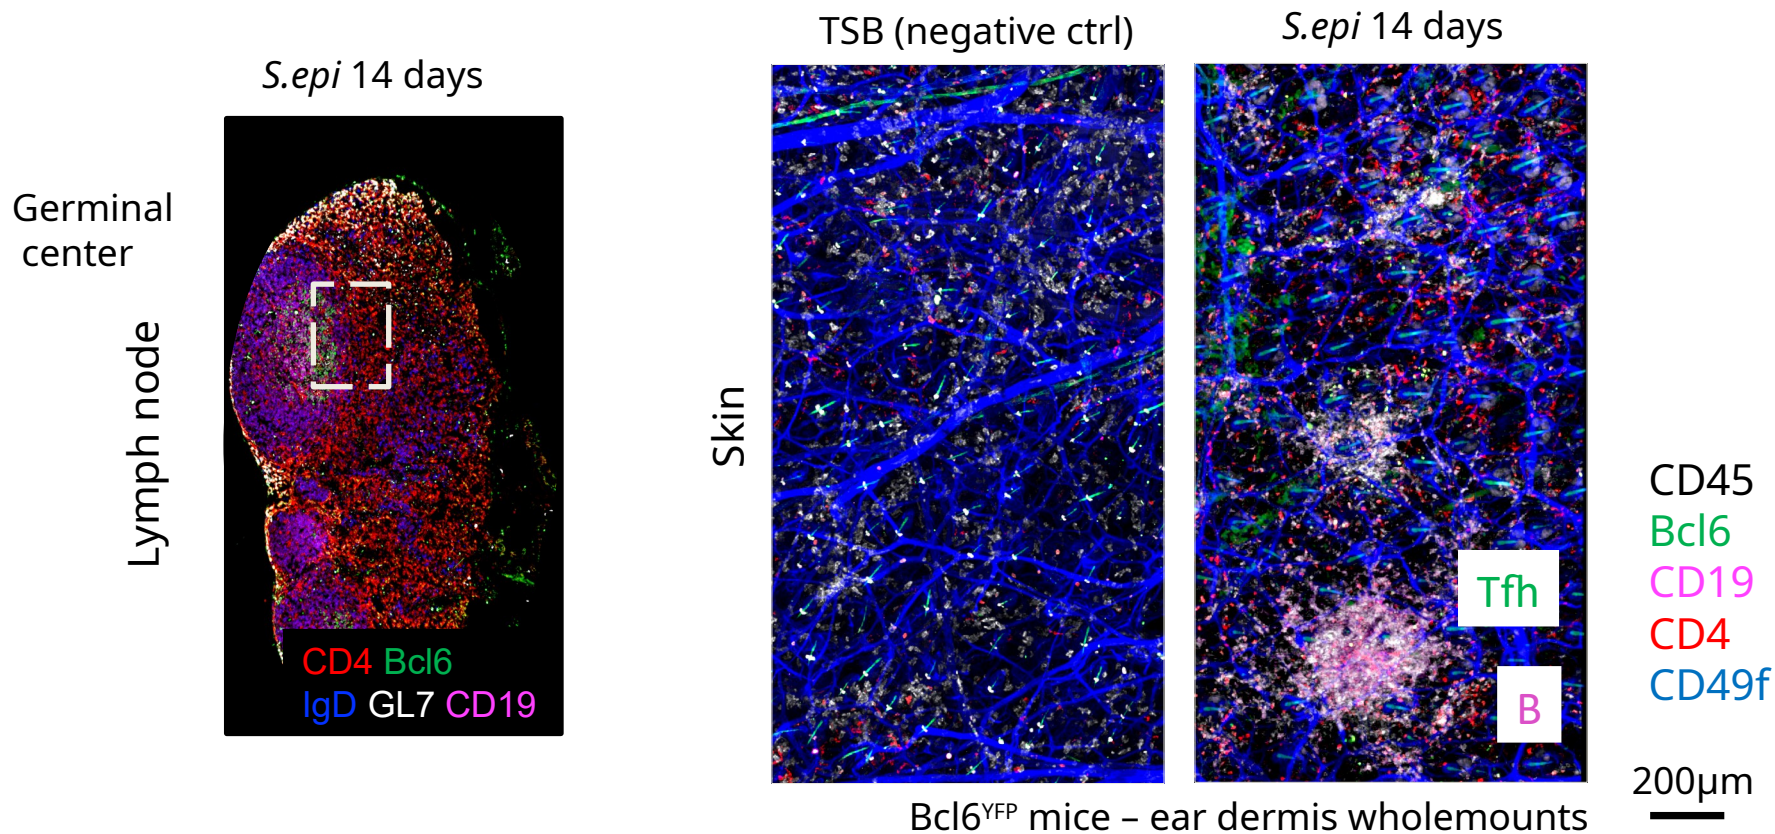 S.epi 14 days
Germinal
center
Lymph node
CD4 Bcl6
IgD GL7 CD19
TSB (negative ctrl)
S.epi 14 days
Skin
Tfh
B
CD45
Bcl6
CD19
CD4
CD49f
200µm
Bcl6YFP mice – ear dermis wholemounts